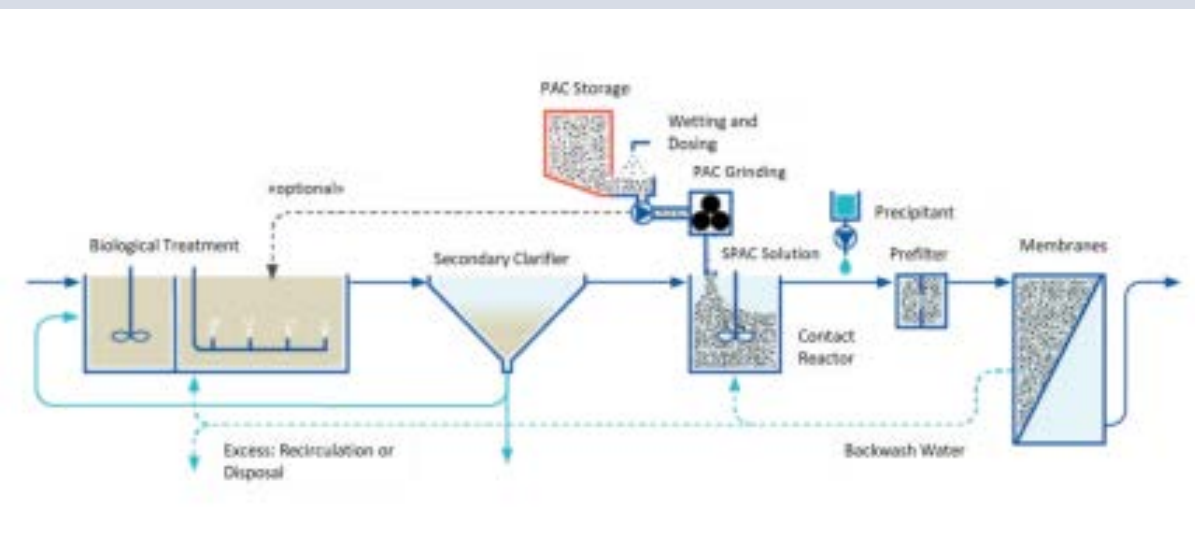 PAC Storage
Wetting and
Dosing
PAC Grinding
«optional»
Precipitant
Biological Treatment
Secondary Clarifier
SPAC Solution
Prefilter
Membranes
Contact
Reactor
Excess: Recirculation or
Disposal
Backwash Water